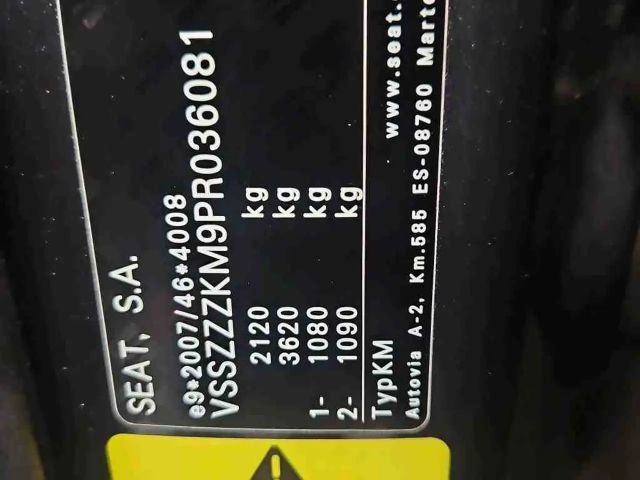 SEAT, S.A.
e9*2007/46*4008
VSSZZZKM9PR036081
2120 kg
3620 kg
1- 1080 kg
2- 1090 kg
TypKM www.seat.
Autovia A-2, Km.585 ES-08760 Marto